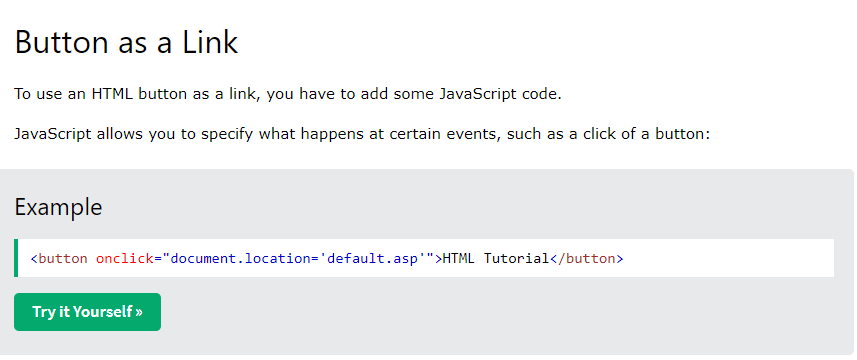 Button as a Link
To use an HTML button as a link, you have to add some JavaScript code.
JavaScript allows you to specify what happens at certain events, such as a click of a button:
Example
<button onclick="document.location='default.asp'">HTML Tutorial</button>
Try it Yourself »